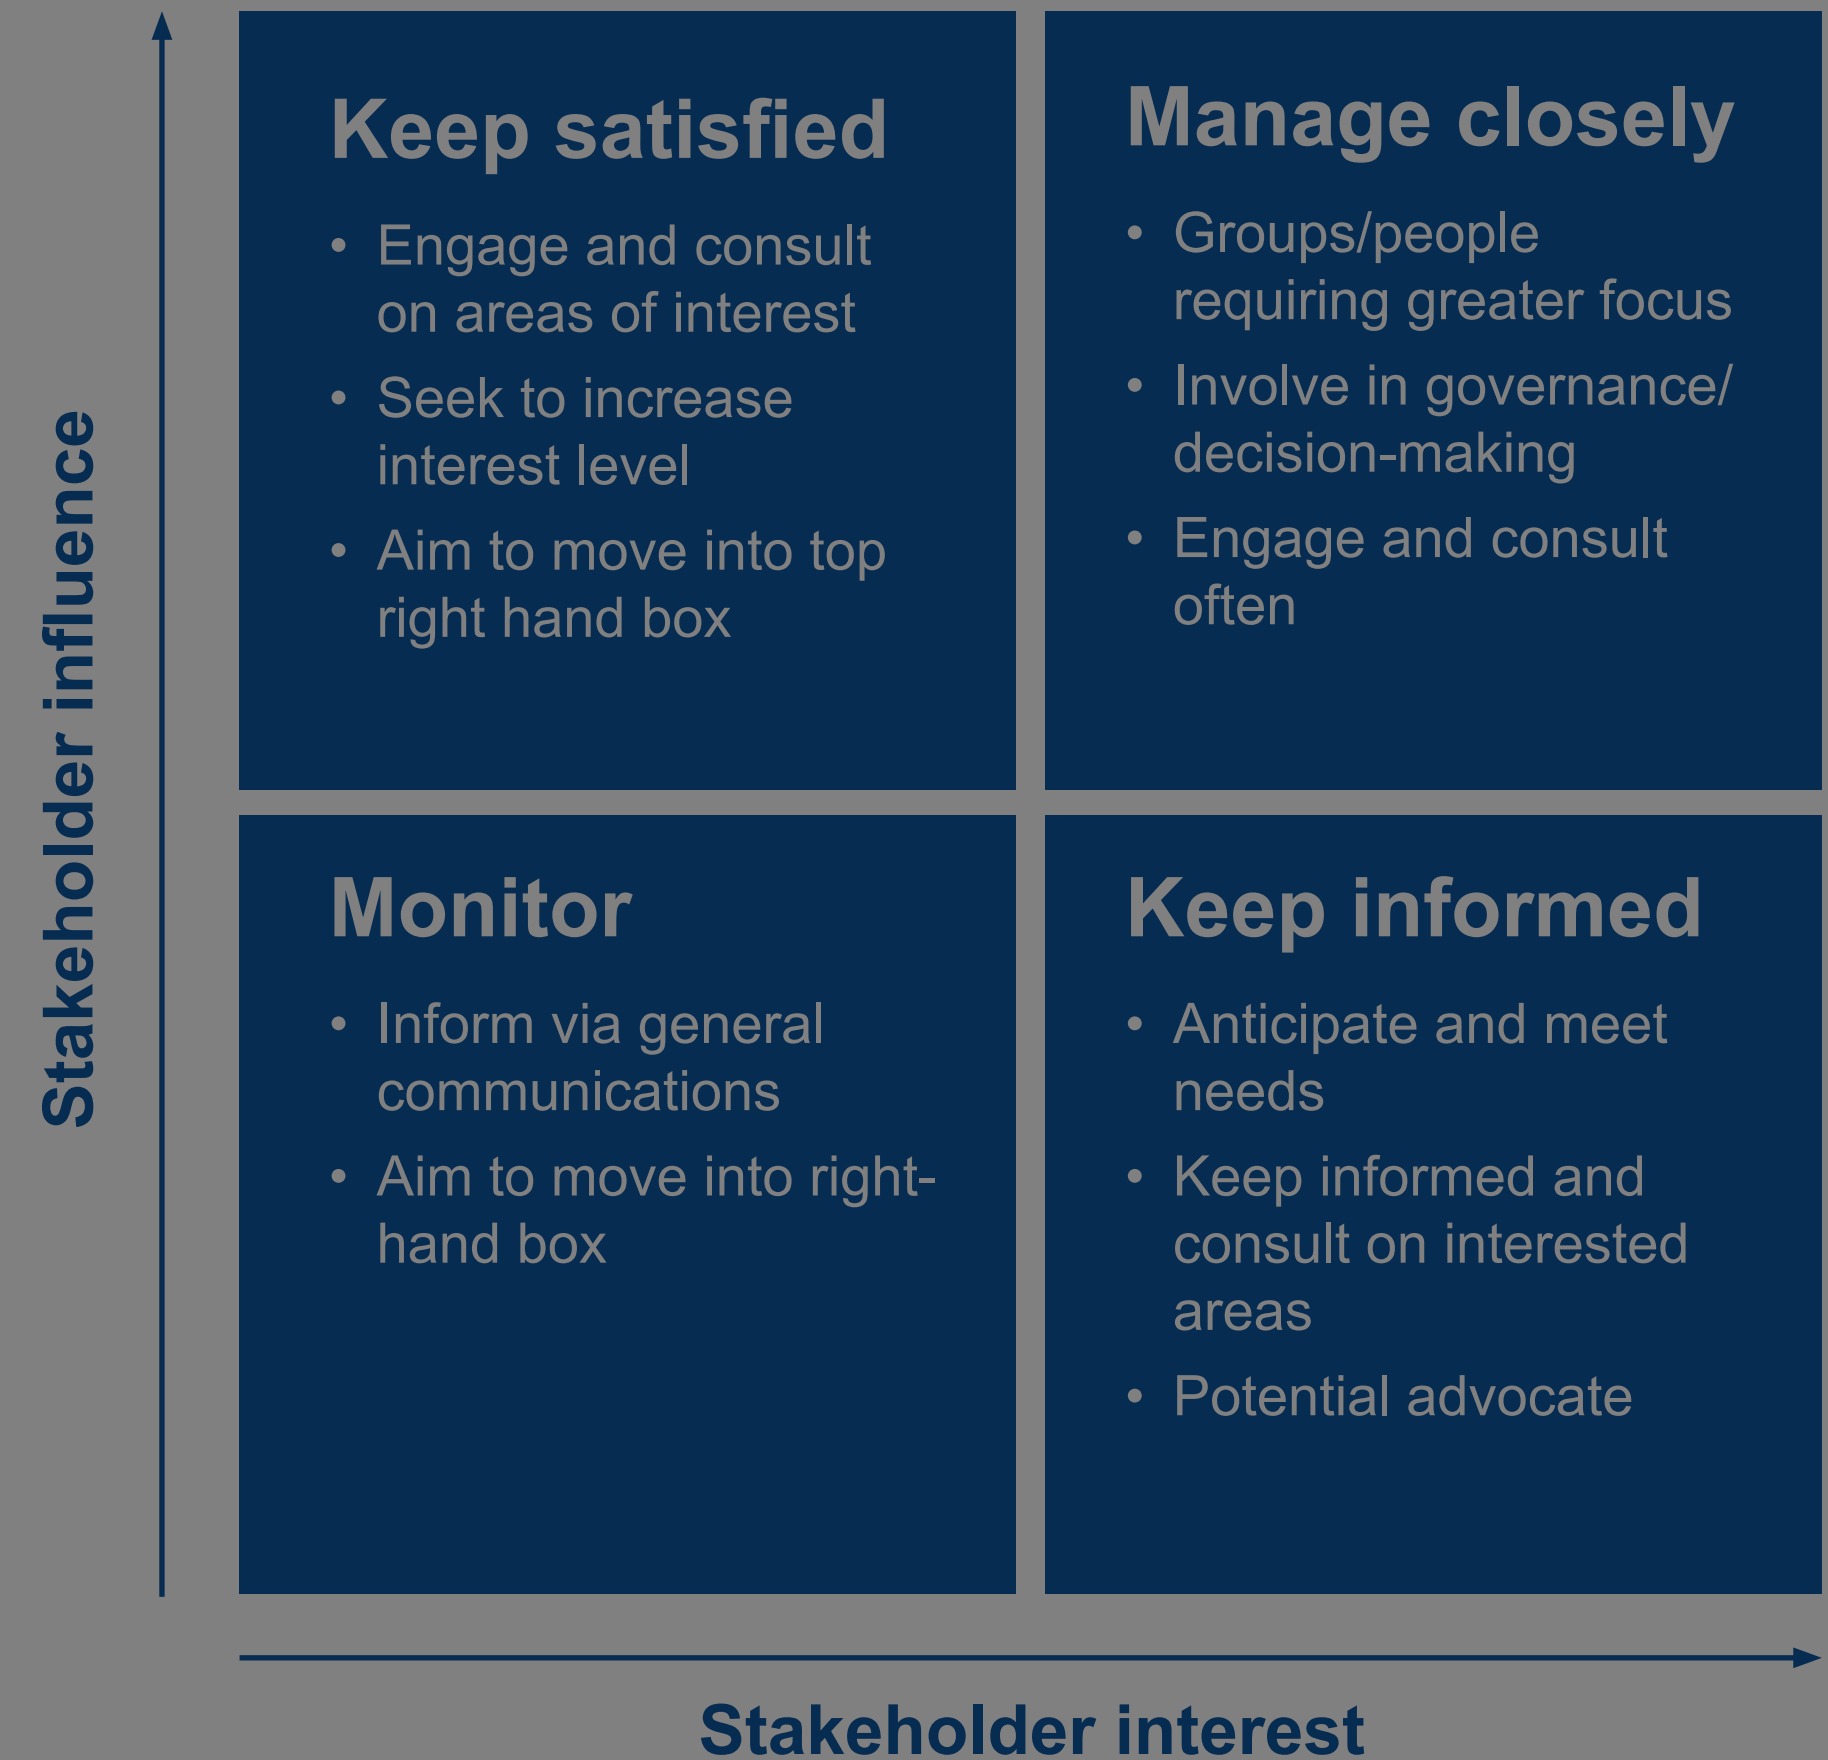 Stakeholder influence
Keep satisfied
• Engage and consult
on areas of interest
• Seek to increase
interest level
• Aim to move into top
right hand box
Manage closely
• Groups/people
requiring greater focus
• Involve in governance/
decision-making
• Engage and consult
often
Monitor
• Inform via general
communications
• Aim to move into right-
hand box
Keep informed
• Anticipate and meet
needs
• Keep informed and
consult on interested
areas
• Potential advocate
Stakeholder interest